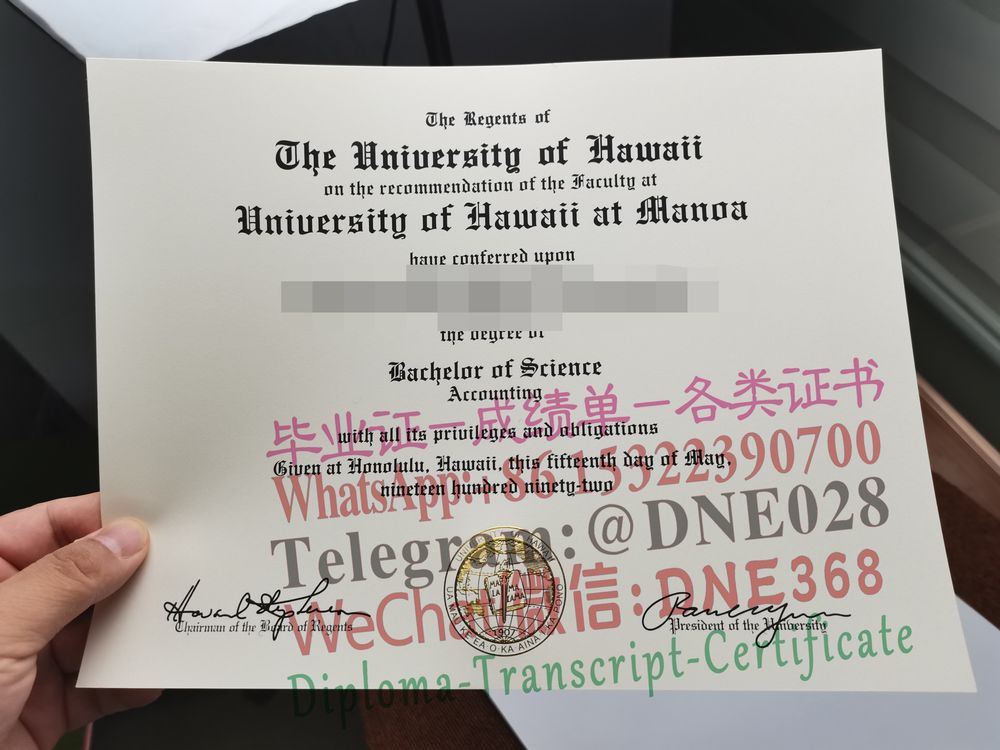 The Regents of
The University of Hawaii
on the recommendation of the Faculty at
University of Hawaii at Manoa
have conferred upon
the degree of
Bachelor of Science
Accounting
毕业证—成绩单—各类证书
with all its privileges and obligations
Given at Honolulu, Hawaii, this fifteenth day of May,
WhatsApp:+86 15322390700
nineteen hundred ninety-two
Telegram:@DNE028
WeChat微信:DNE368
Chairman of the Board of Regents
President of the University
1907
Diploma-Transcript-Certificate